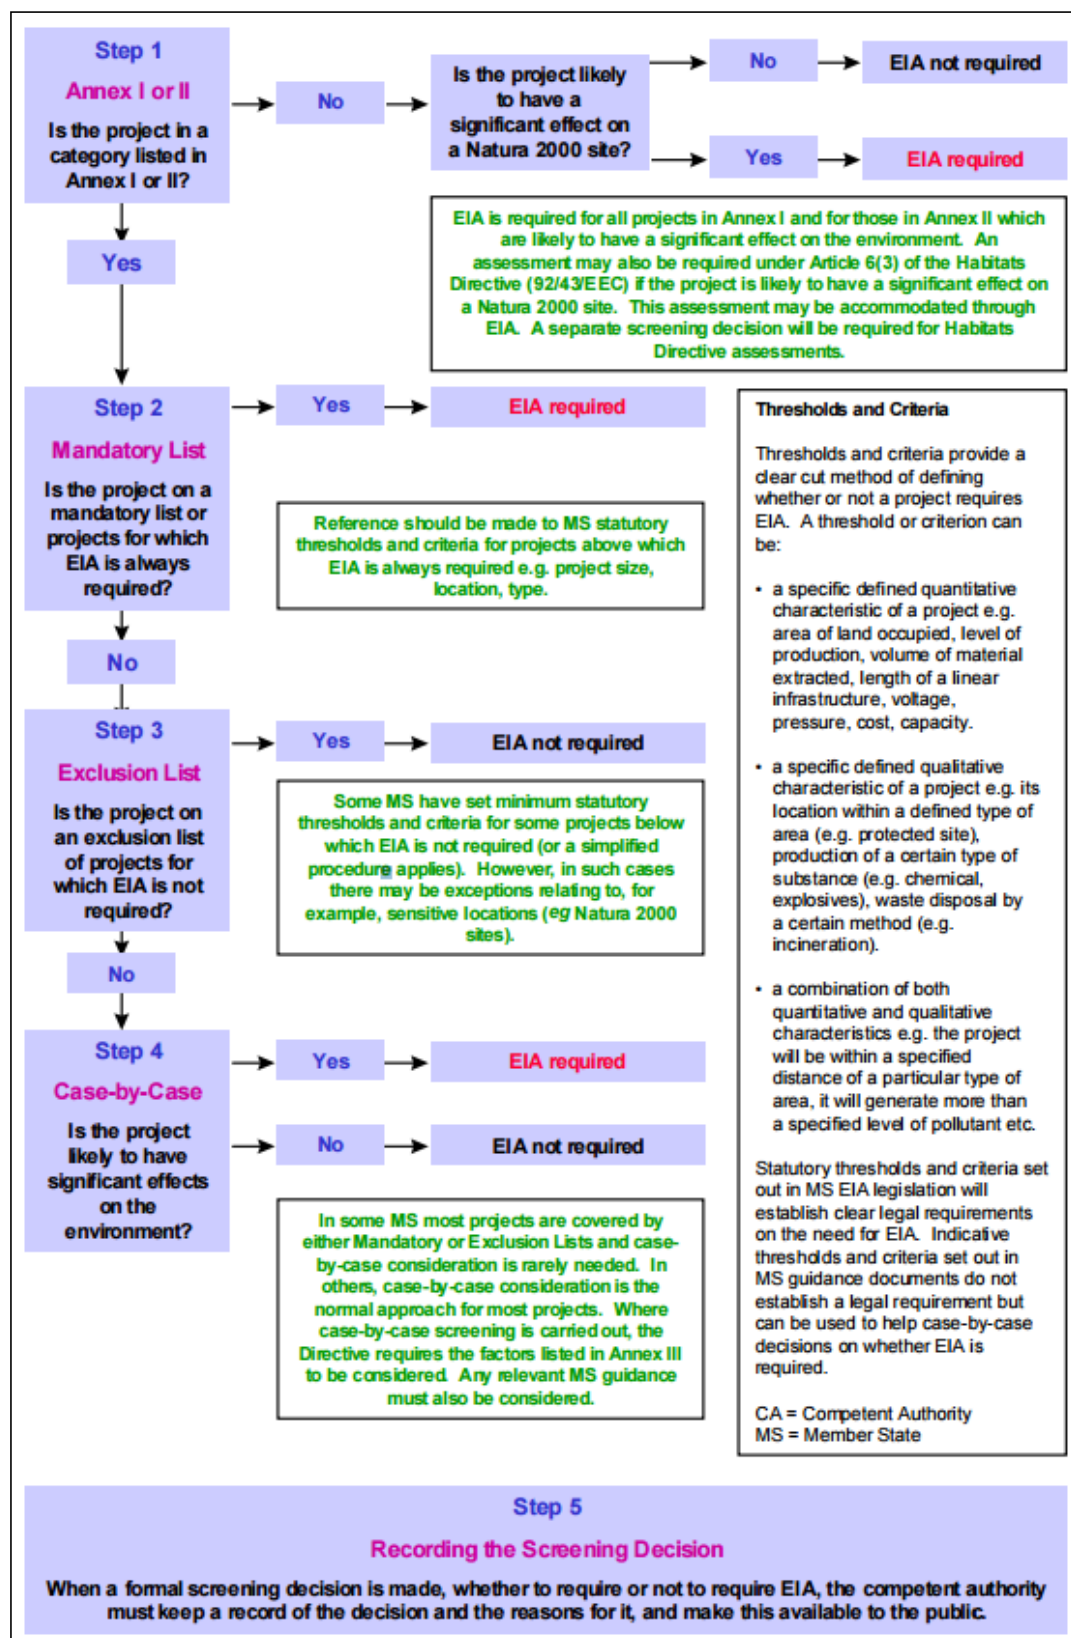 Step 1
Annex I or II
Is the project in a
category listed in
Annex I or II?
No
Is the project likely
to have a
significant effect on
a Natura 2000 site?
No
EIA not required
Yes
EIA required
EIA is required for all projects in Annex I and for those in Annex II which
are likely to have a significant effect on the environment. An
assessment may also be required under Article 6(3) of the Habitats
Directive (92/43/EEC) if the project is likely to have a significant effect on
a Natura 2000 site. This assessment may be accommodated through
EIA. A separate screening decision will be required for Habitats
Directive assessments.
Yes
Step 2
Mandatory List
Is the project on a
mandatory list or
projects for which
EIA is always
required?
Yes
EIA required
Reference should be made to MS statutory
thresholds and criteria for projects above which
EIA is always required e.g. project size,
location, type.
No
Step 3
Exclusion List
Is the project on
an exclusion list
of projects for
which EIA is not
required?
Yes
EIA not required
Some MS have set minimum statutory
thresholds and criteria for some projects below
which EIA is not required (or a simplified
procedure applies). However, in such cases
there may be exceptions relating to, for
example, sensitive locations (eg Natura 2000
sites).
No
Step 4
Case-by-Case
Is the project
likely to have
significant effects
on the
environment?
Yes
EIA required
No
EIA not required
In some MS most projects are covered by
either Mandatory or Exclusion Lists and case-
by-case consideration is rarely needed. In
others, case-by-case consideration is the
normal approach for most projects. Where
case-by-case screening is carried out, the
Directive requires the factors listed in Annex III
to be considered. Any relevant MS guidance
must also be considered.
Thresholds and Criteria
Thresholds and criteria provide a
clear cut method of defining
whether or not a project requires
EIA. A threshold or criterion can
be:
• a specific defined quantitative
characteristic of a project e.g.
area of land occupied, level of
production, volume of material
extracted, length of a linear
infrastructure, voltage,
pressure, cost, capacity.
• a specific defined qualitative
characteristic of a project e.g. its
location within a defined type of
area (e.g. protected site),
production of a certain type of
substance (e.g. chemical,
explosives), waste disposal by
a certain method (e.g.
incineration).
• a combination of both
quantitative and qualitative
characteristics e.g. the project
will be within a specified
distance of a particular type of
area, it will generate more than
a specified level of pollutant etc.
Statutory thresholds and criteria set
out in MS EIA legislation will
establish clear legal requirements
on the need for EIA. Indicative
thresholds and criteria set out in
MS guidance documents do not
establish a legal requirement but
can be used to help case-by-case
decisions on whether EIA is
required.
CA = Competent Authority
MS = Member State
Step 5
Recording the Screening Decision
When a formal screening decision is made, whether to require or not to require EIA, the competent authority
must keep a record of the decision and the reasons for it, and make this available to the public.